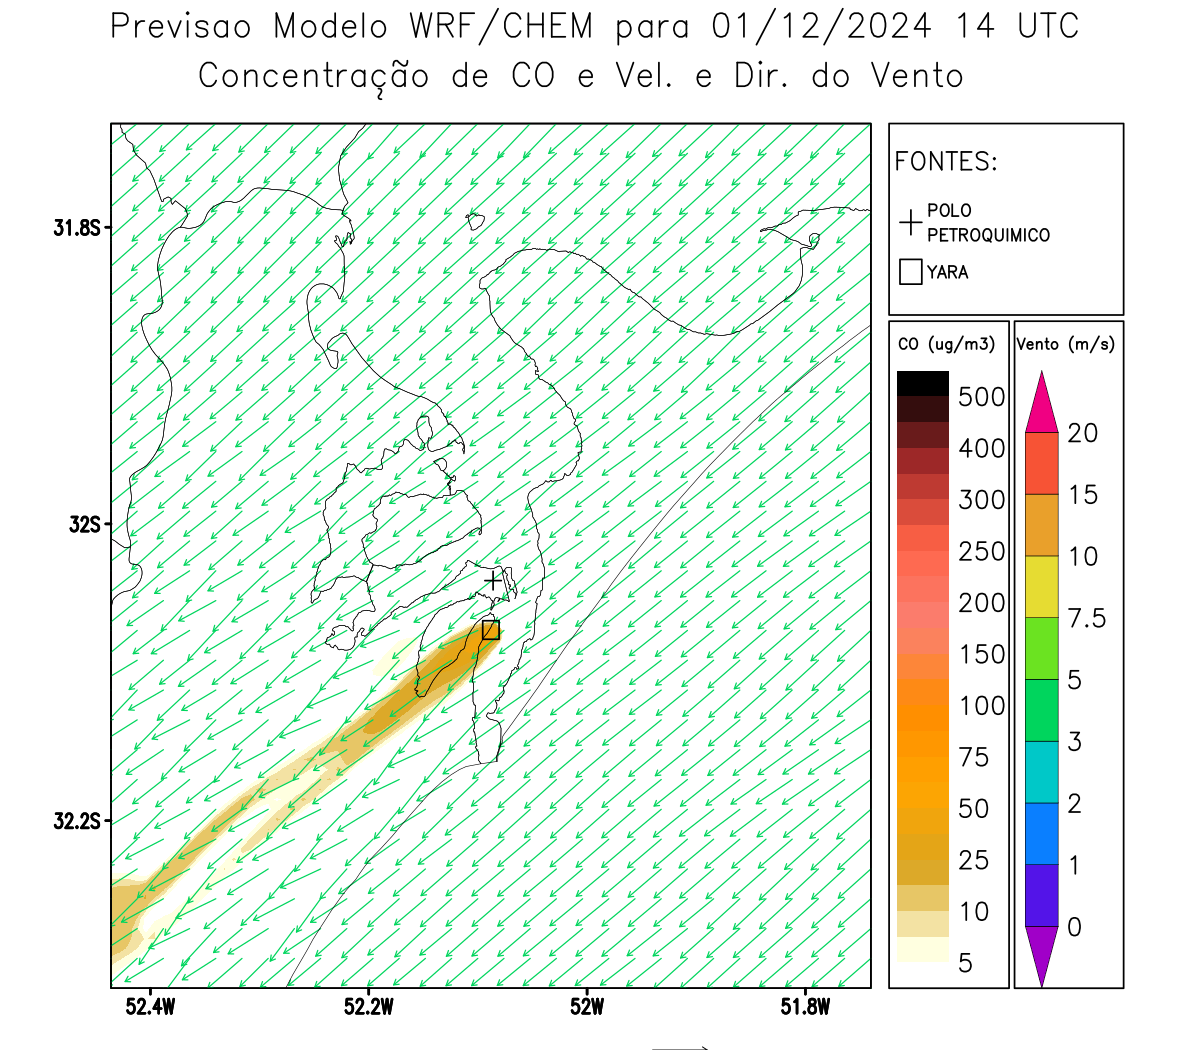 Previsao Modelo WRF/CHEM para 01/12/2024 14 UTC
Concentração de CO e Vel. e Dir. do Vento
FONTES:
POLO
PETROQUIMICO
YARA
CO (ug/m3)
500
400
300
250
200
150
100
75
50
25
10
5
Vento (m/s)
20
15
10
7.5
5
3
2
1
0
31.8S
32S
32.2S
52.4W
52.2W
52W
51.8W